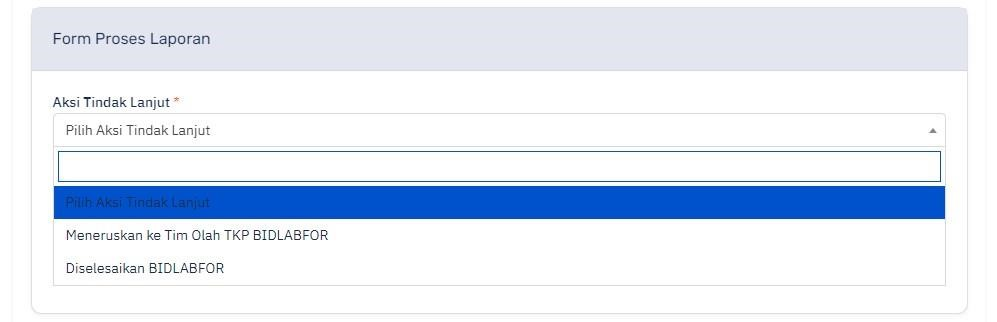 Form Proses Laporan
Aksi Tindak Lanjut *
Pilih Aksi Tindak Lanjut
Pilih Aksi Tindak Lanjut
Meneruskan ke Tim Olah TKP BIDLABFOR
Diselesaikan BIDLABFOR